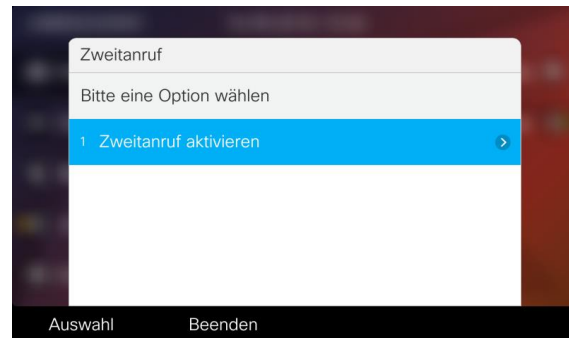 Zweitanruf
Bitte eine Option wählen
1 Zweitanruf aktivieren
Auswahl Beenden